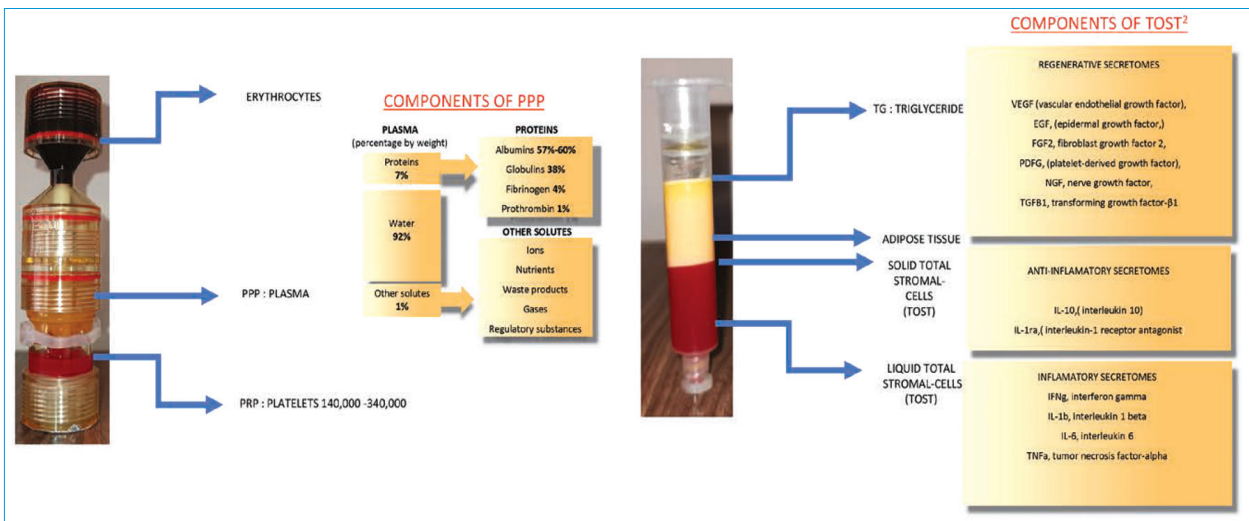 ERYTHROCYTES
PPP : PLASMA
PRP : PLATELETS 140,000 -340,000
COMPONENTS OF PPP
PLASMA
(percentage by weight)
Proteins
7%
Water
92%
Other solutes
1%
PROTEINS
Albumins 57%-60%
Globulins 38%
Fibrinogen 4%
Prothrombin 1%
OTHER SOLUTES
Ions
Nutrients
Waste products
Gases
Regulatory substances
TG : TRIGLYCERIDE
ADIPOSE TISSUE
SOLID TOTAL
STROMAL-
CELLS
(TOST)
LIQUID TOTAL
STROMAL-CELLS
(TOST)
COMPONENTS OF TOST²
REGENERATIVE SECRETOMES
VEGF (vascular endothelial growth factor),
EGF, (epidermal growth factor,)
FGF2, fibroblast growth factor 2,
PDFG, (platelet-derived growth factor),
NGF, nerve growth factor,
TGFB1, transforming growth factor-β1
ANTI-INFLAMATORY SECRETOMES
IL-10,( interleukin 10)
IL-1ra,( interleukin-1 receptor antagonist
INFLAMATORY SECRETOMES
IFNg, interferon gamma
IL-1b, interleukin 1 beta
IL-6, interleukin 6
TNFa, tumor necrosis factor-alpha